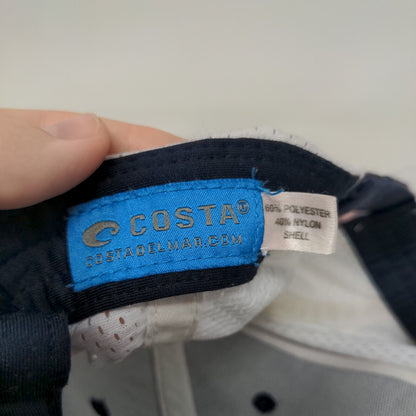 COSTA®
COSTADELMAR.COM
60% POLYESTER
40% NYLON
SHELL